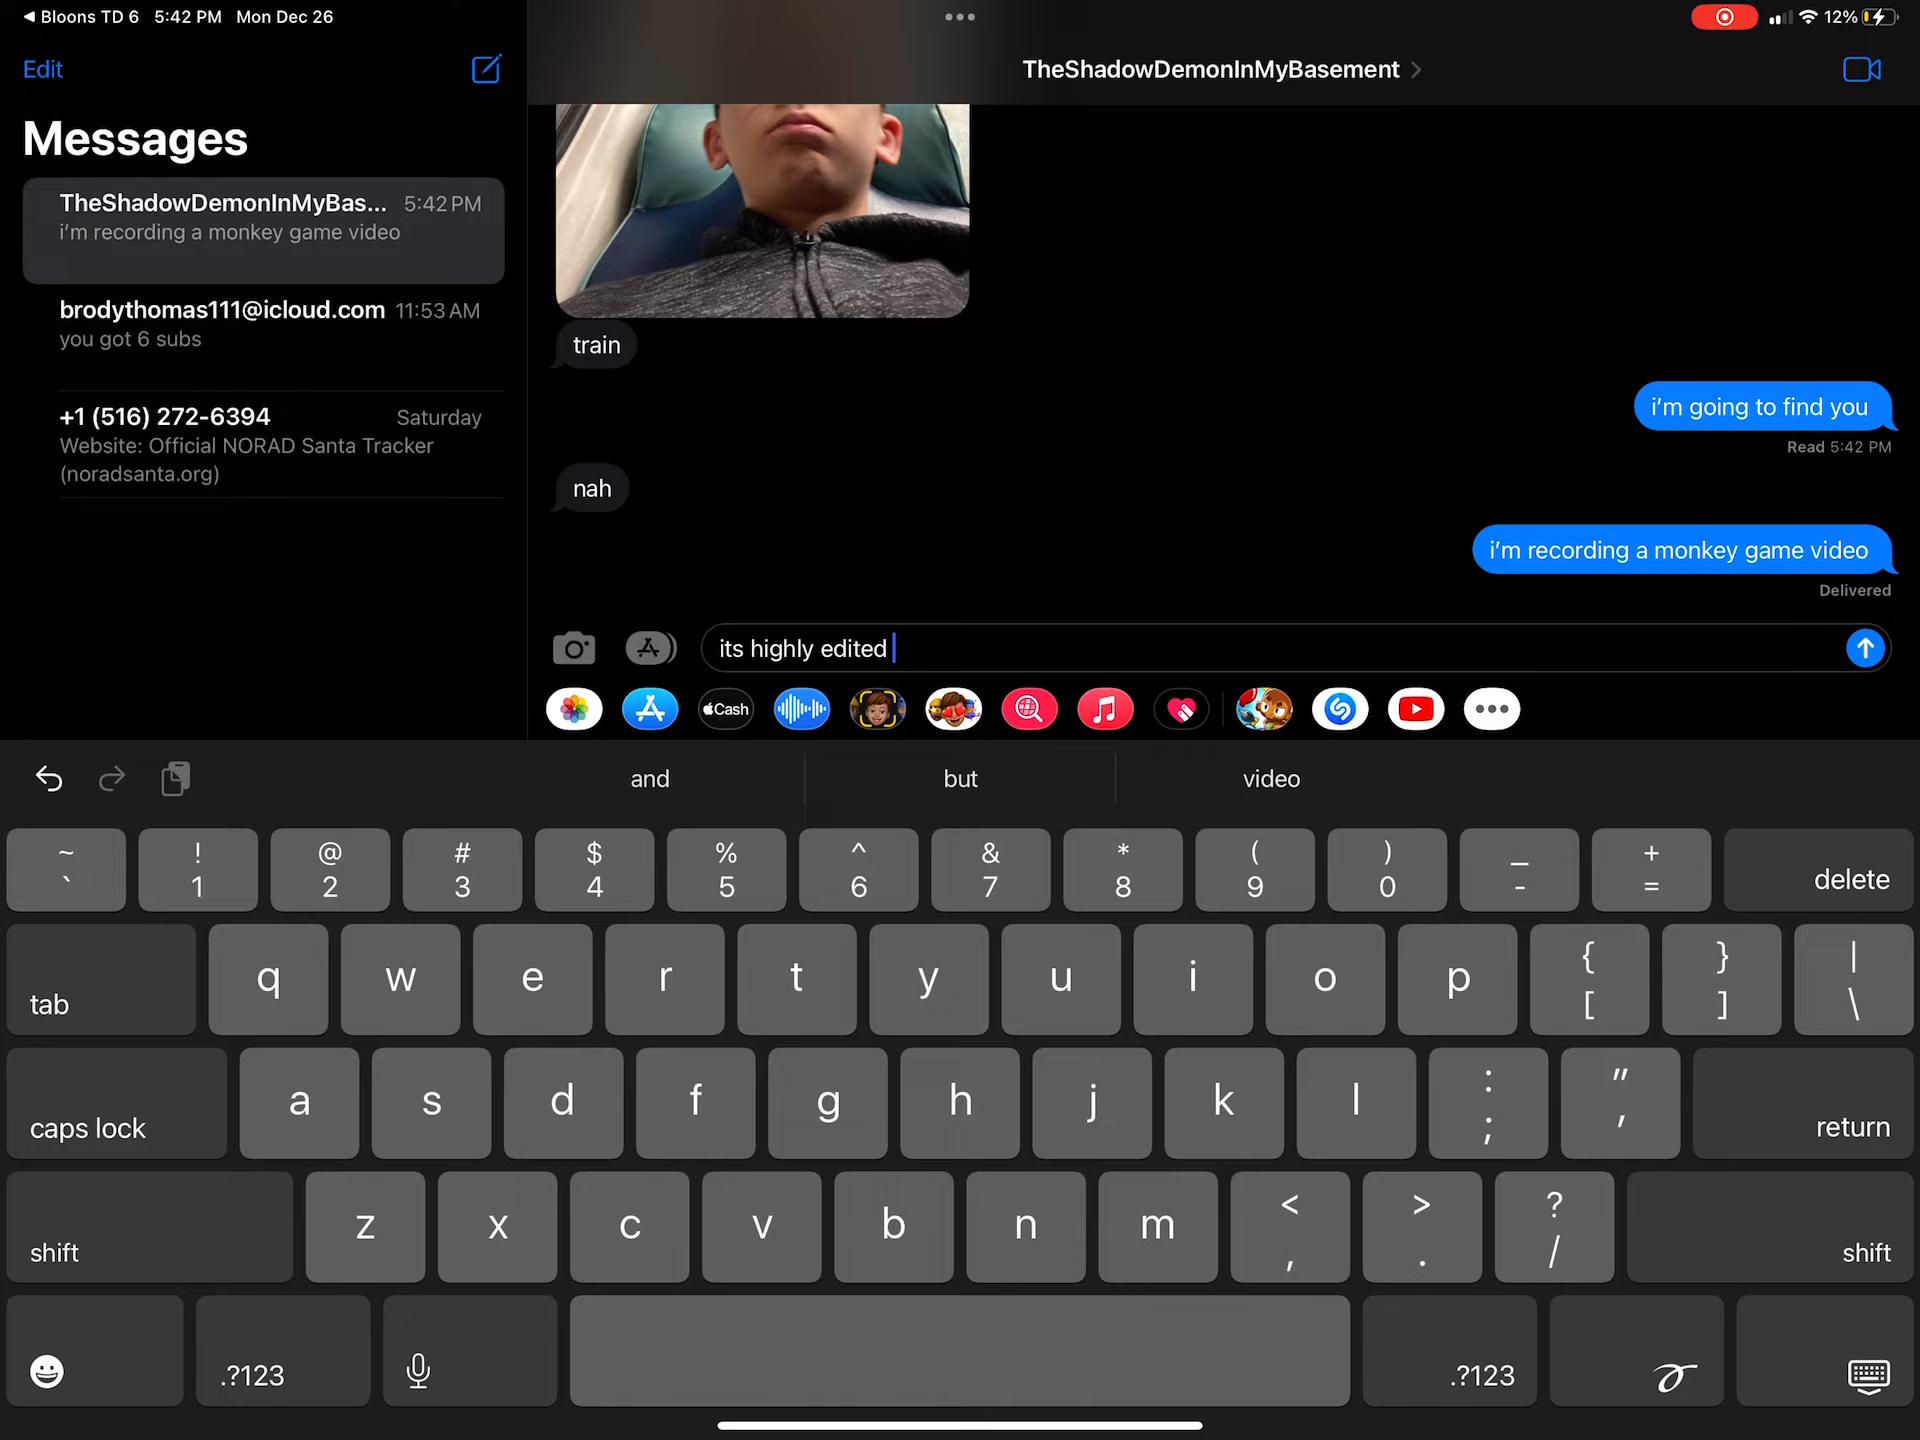 ◀ Bloons TD 6 5:42 PM Mon Dec 26
12%
Edit
Messages
TheShadowDemonInMyBas... 5:42 PM
i'm recording a monkey game video
brodythomas111@icloud.com 11:53 AM
you got 6 subs
+1 (516) 272-6394 Saturday
Website: Official NORAD Santa Tracker
(noradsanta.org)
TheShadowDemonInMyBasement >
train
i'm going to find you
Read 5:42 PM
nah
i'm recording a monkey game video
Delivered
its highly edited
Cash
and but video
~ ! @ # $ % ^ & * ( ) _ +
` 1 2 3 4 5 6 7 8 9 0 - = delete
tab q w e r t y u i o p { [ } ] | \
caps lock a s d f g h j k l : ; " ' return
shift z x c v b n m < , > . ? / shift
.?123 .?123